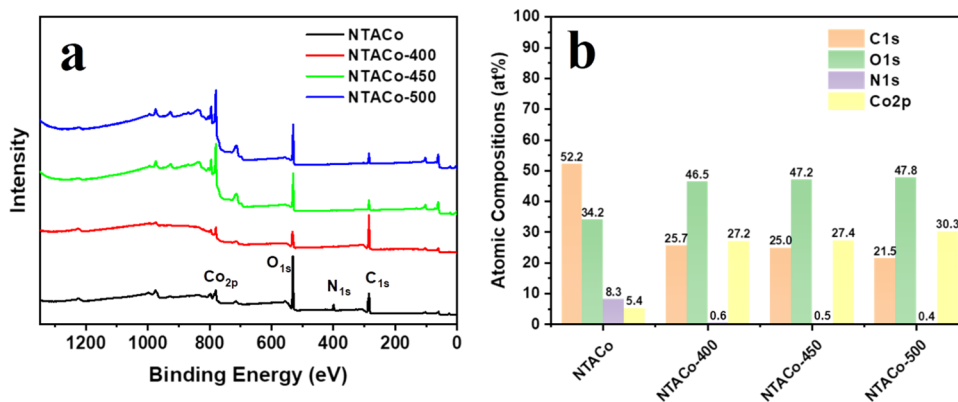 a
NTACo
NTACo-400
NTACo-450
NTACo-500
Intensity
Co2p
O1s
N1s
C1s
1200 1000 800 600 400 200 0
Binding Energy (eV)
b
C1s
O1s
N1s
Co2p
Atomic Compositions (at%)
100
90
80
70
60
50
40
30
20
10
0
52.2 34.2 8.3 5.4
25.7 46.5 0.6 27.2
25.0 47.2 0.5 27.4
21.5 47.8 0.4 30.3
NTACo
NTACo-400
NTACo-450
NTACo-500